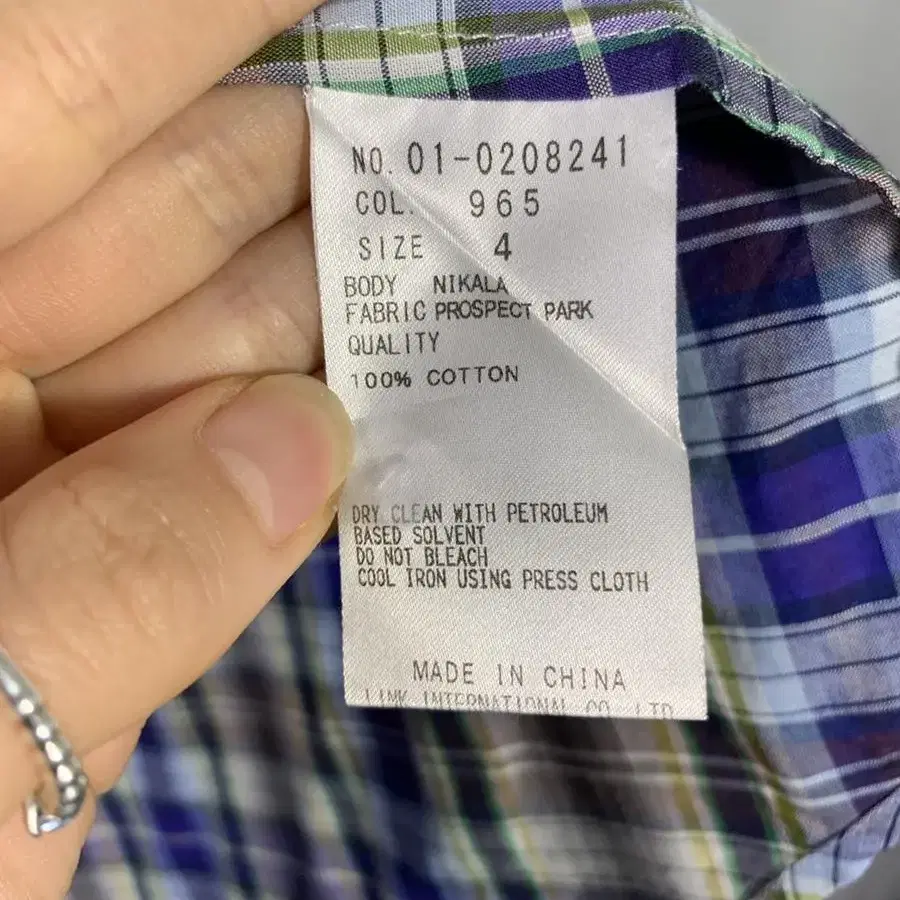 NO. 01-0208241
COL. 965
SIZE 4
BODY NIKALA
FABRIC PROSPECT PARK
QUALITY
100% COTTON
DRY CLEAN WITH PETROLEUM
BASED SOLVENT
DO NOT BLEACH
COOL IRON USING PRESS CLOTH
MADE IN CHINA
LINK INTERNATIONAL CO. LTD